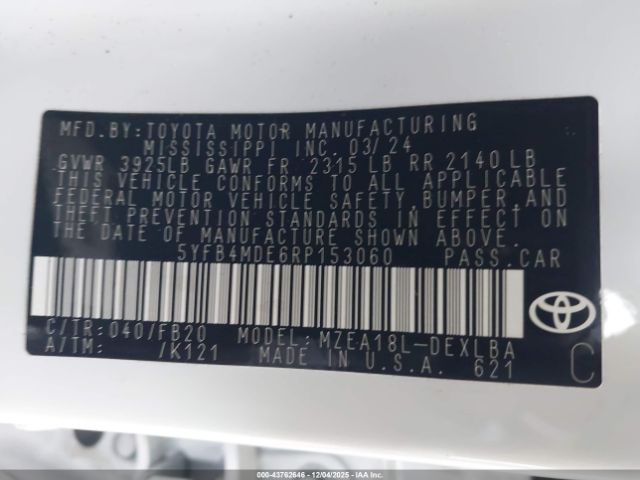 MFD.BY:TOYOTA MOTOR MANUFACTURING
MISSISSIPPI INC. 03/24
GVWR 3925LB GAWR FR 2315 LB RR 2140 LB
THIS VEHICLE CONFORMS TO ALL APPLICABLE
FEDERAL MOTOR VEHICLE SAFETY,BUMPER,AND
THEFT PREVENTION STANDARDS IN EFFECT ON
THE DATE OF MANUFACTURE SHOWN ABOVE.
5YFB4MDE6RP153060 PASS.CAR
C/TR:040/FB20 MODEL:MZEA18L-DEXLBA
A/TM: /K121 MADE IN U.S.A. 621
C
000-43762646 - 12/04/2025 - IAA Inc.